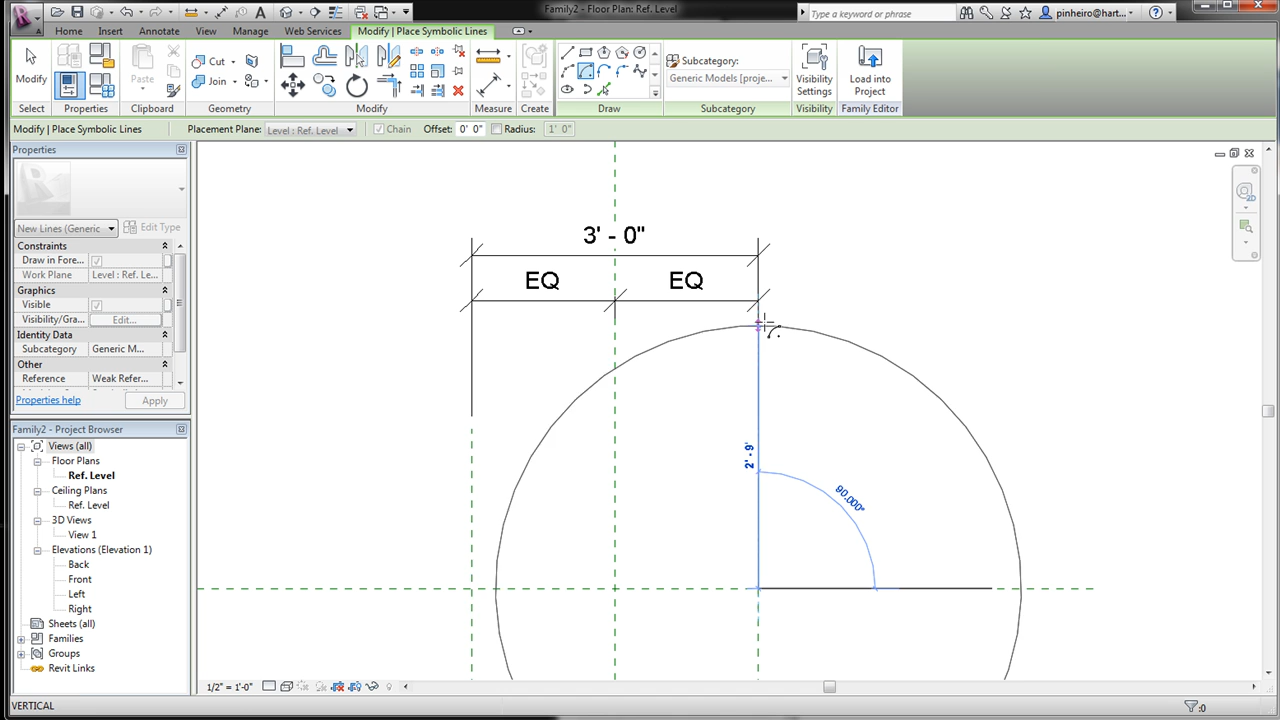 Family2 - Floor Plan: Ref. Level
Type a keyword or phrase
pinheiro@hart...
Home Insert Annotate View Manage Web Services Modify | Place Symbolic Lines
Modify
Paste
Cut
Join
Subcategory:
Generic Models [proje...
Visibility Settings
Load into Project
Select Properties Clipboard Geometry Modify Measure Create Draw Subcategory Visibility Family Editor
Modify | Place Symbolic Lines Placement Plane: Level : Ref. Level Chain Offset: 0' 0" Radius: 1' 0"
Properties
New Lines (Generic
Edit Type
Constraints
Draw in Fore...
Work Plane Level : Ref. Le...
Graphics
Visible
Visibility/Gra... Edit...
Identity Data
Subcategory Generic M...
Other
Reference Weak Refer...
Properties help Apply
Family2 - Project Browser
Views (all)
Floor Plans
Ref. Level
Ceiling Plans
Ref. Level
3D Views
View 1
Elevations (Elevation 1)
Back
Front
Left
Right
Sheets (all)
Families
Groups
Revit Links
3' - 0"
EQ EQ
2' - 9"
90.000°
2D
1/2" = 1'-0"
VERTICAL
:0